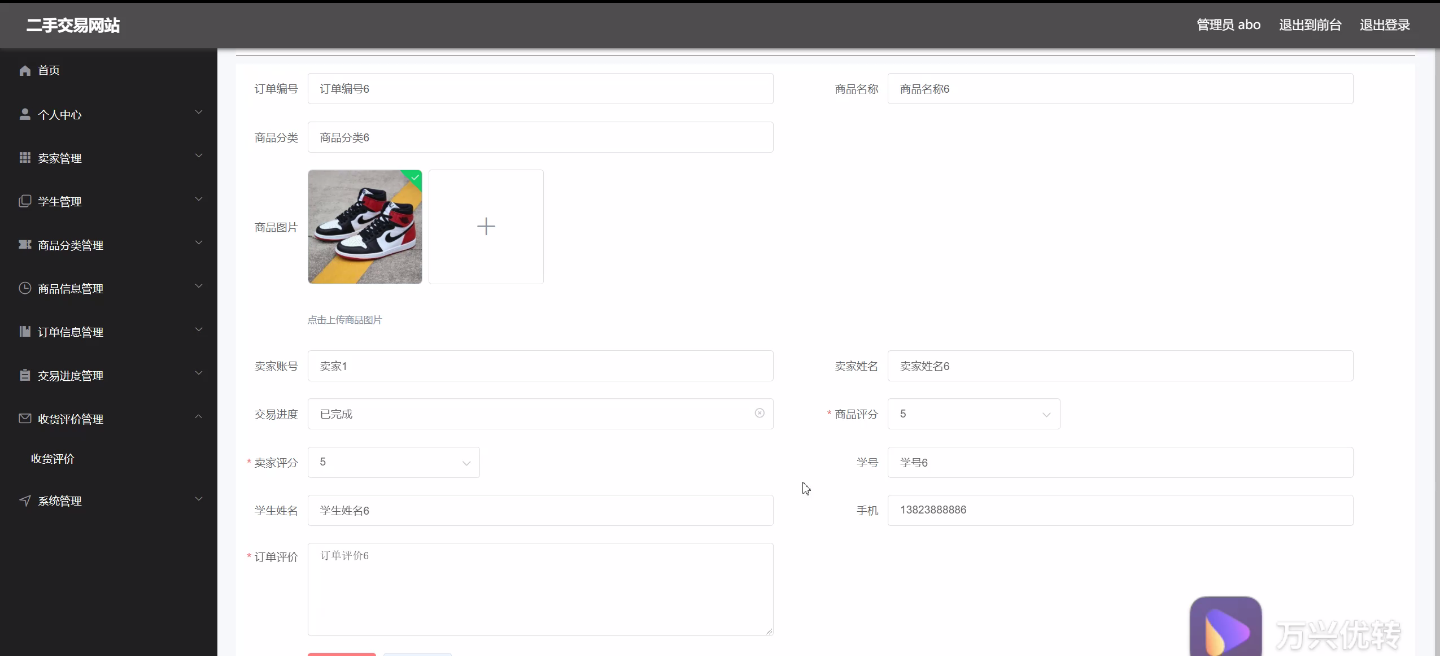 二手交易网站
管理员 abo 退出到前台 退出登录
首页
个人中心
卖家管理
学生管理
商品分类管理
商品信息管理
订单信息管理
交易进度管理
收货评价管理
收货评价
系统管理
订单编号 订单编号6 商品名称 商品名称6
商品分类 商品分类6
商品图片
点击上传商品图片
卖家账号 卖家1 卖家姓名 卖家姓名6
交易进度 已完成 * 商品评分 5
* 卖家评分 5 学号 学号6
学生姓名 学生姓名6 手机 13823888886
* 订单评价 订单评价6
万兴优转